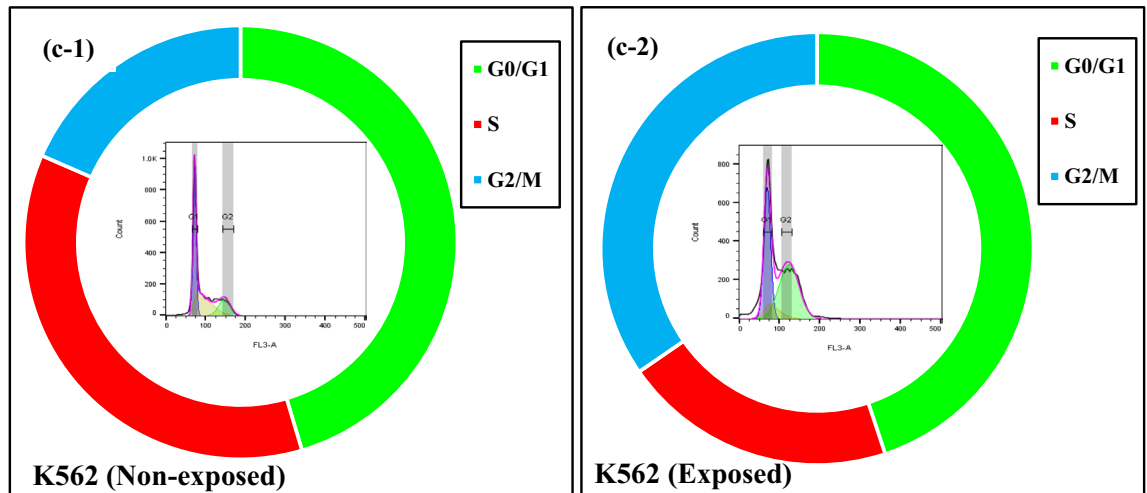 (c-1)
G0/G1
S
G2/M
1.0K
800
600
400
200
0
Count
G1
G2
0 100 200 300 400 500
FL3-A
K562 (Non-exposed)
(c-2)
G0/G1
S
G2/M
800
600
400
200
0
Count
G1
G2
0 100 200 300 400 500
FL3-A
K562 (Exposed)